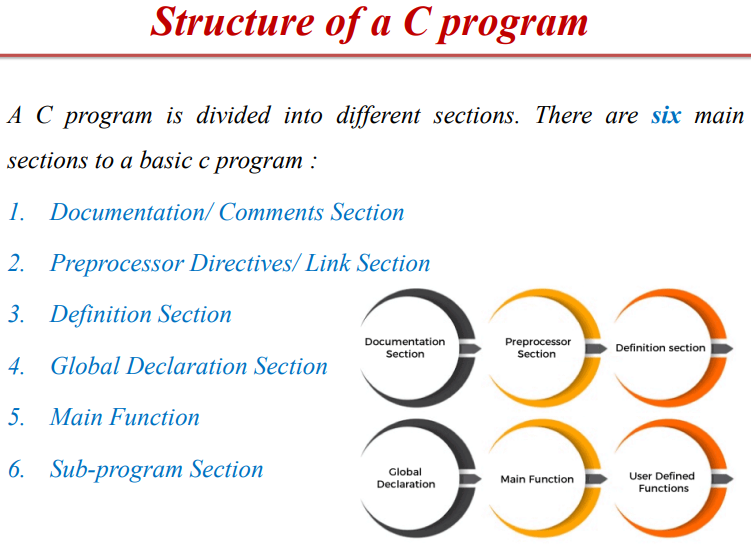 Structure of a C program
A C program is divided into different sections. There are six main
sections to a basic c program :
1. Documentation/ Comments Section
2. Preprocessor Directives/ Link Section
3. Definition Section
4. Global Declaration Section
5. Main Function
6. Sub-program Section
Documentation
Section
Preprocessor
Section
Definition section
Global
Declaration
Main Function
User Defined
Functions